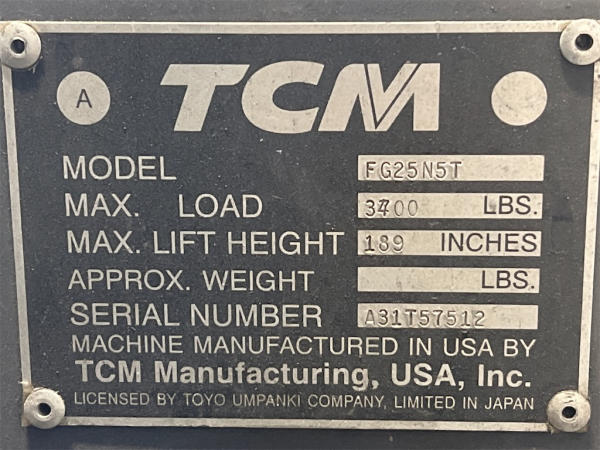 A TCM
MODEL FG25N5T
MAX. LOAD 3400 LBS.
MAX. LIFT HEIGHT 189 INCHES
APPROX. WEIGHT LBS.
SERIAL NUMBER A31T57512
MACHINE MANUFACTURED IN USA BY
TCM Manufacturing, USA, Inc.
LICENSED BY TOYO UMPANKI COMPANY, LIMITED IN JAPAN